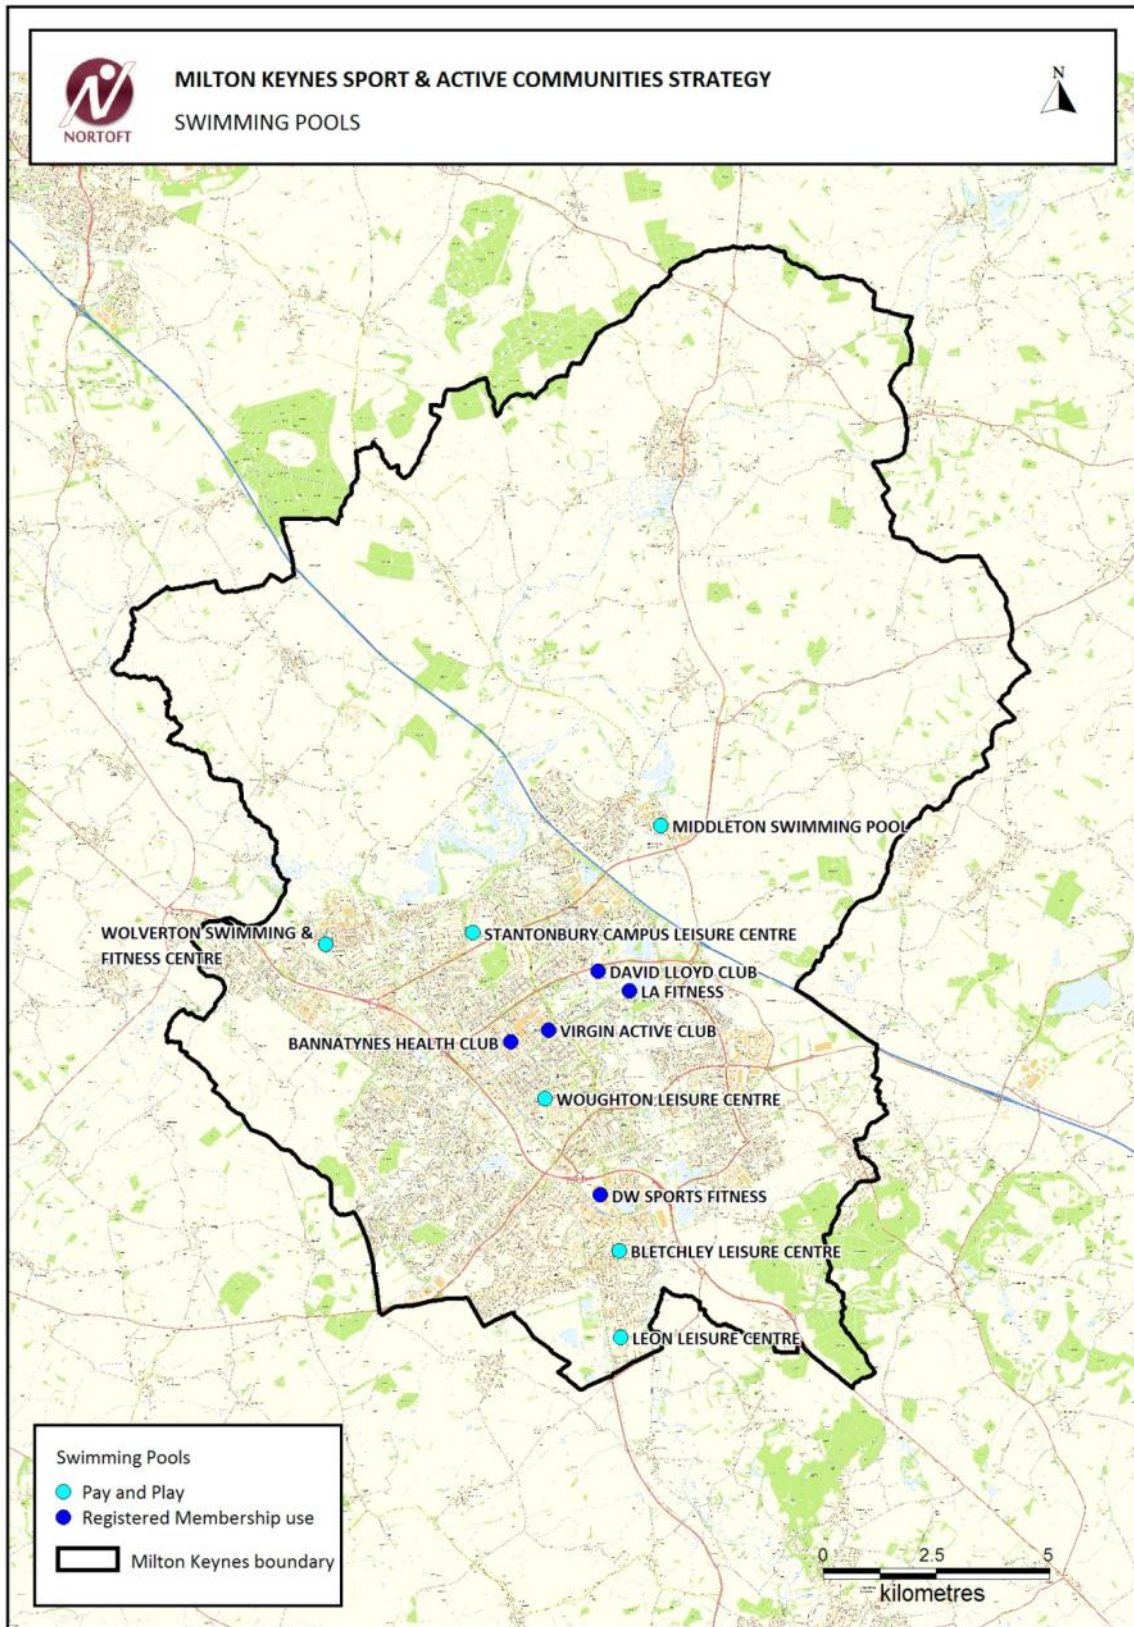 MILTON KEYNES SPORT & ACTIVE COMMUNITIES STRATEGY
SWIMMING POOLS
NORTOFT
N
MIDDLETON SWIMMING POOL
WOLVERTON SWIMMING &
FITNESS CENTRE
STANTONBURY CAMPUS LEISURE CENTRE
DAVID LLOYD CLUB
LA FITNESS
VIRGIN ACTIVE CLUB
BANNATYNES HEALTH CLUB
WOUGHTON LEISURE CENTRE
DW SPORTS FITNESS
BLETCHLEY LEISURE CENTRE
LEON LEISURE CENTRE
Swimming Pools
Pay and Play
Registered Membership use
Milton Keynes boundary
0 2.5 5
kilometres